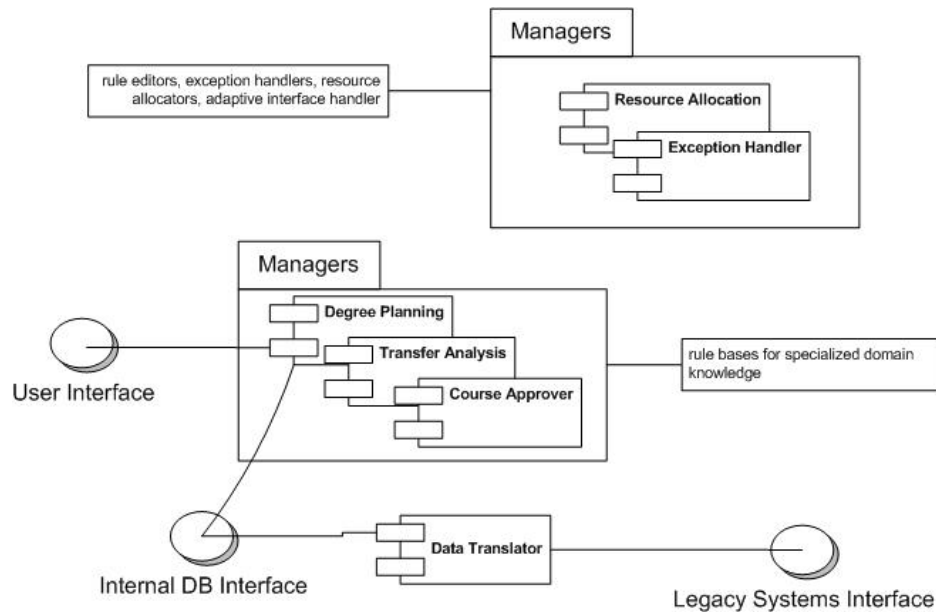 Managers
rule editors, exception handlers, resource
allocators, adaptive interface handler
Resource Allocation
Exception Handler
Managers
Degree Planning
Transfer Analysis
Course Approver
rule bases for specialized domain
knowledge
User Interface
Data Translator
Internal DB Interface
Legacy Systems Interface